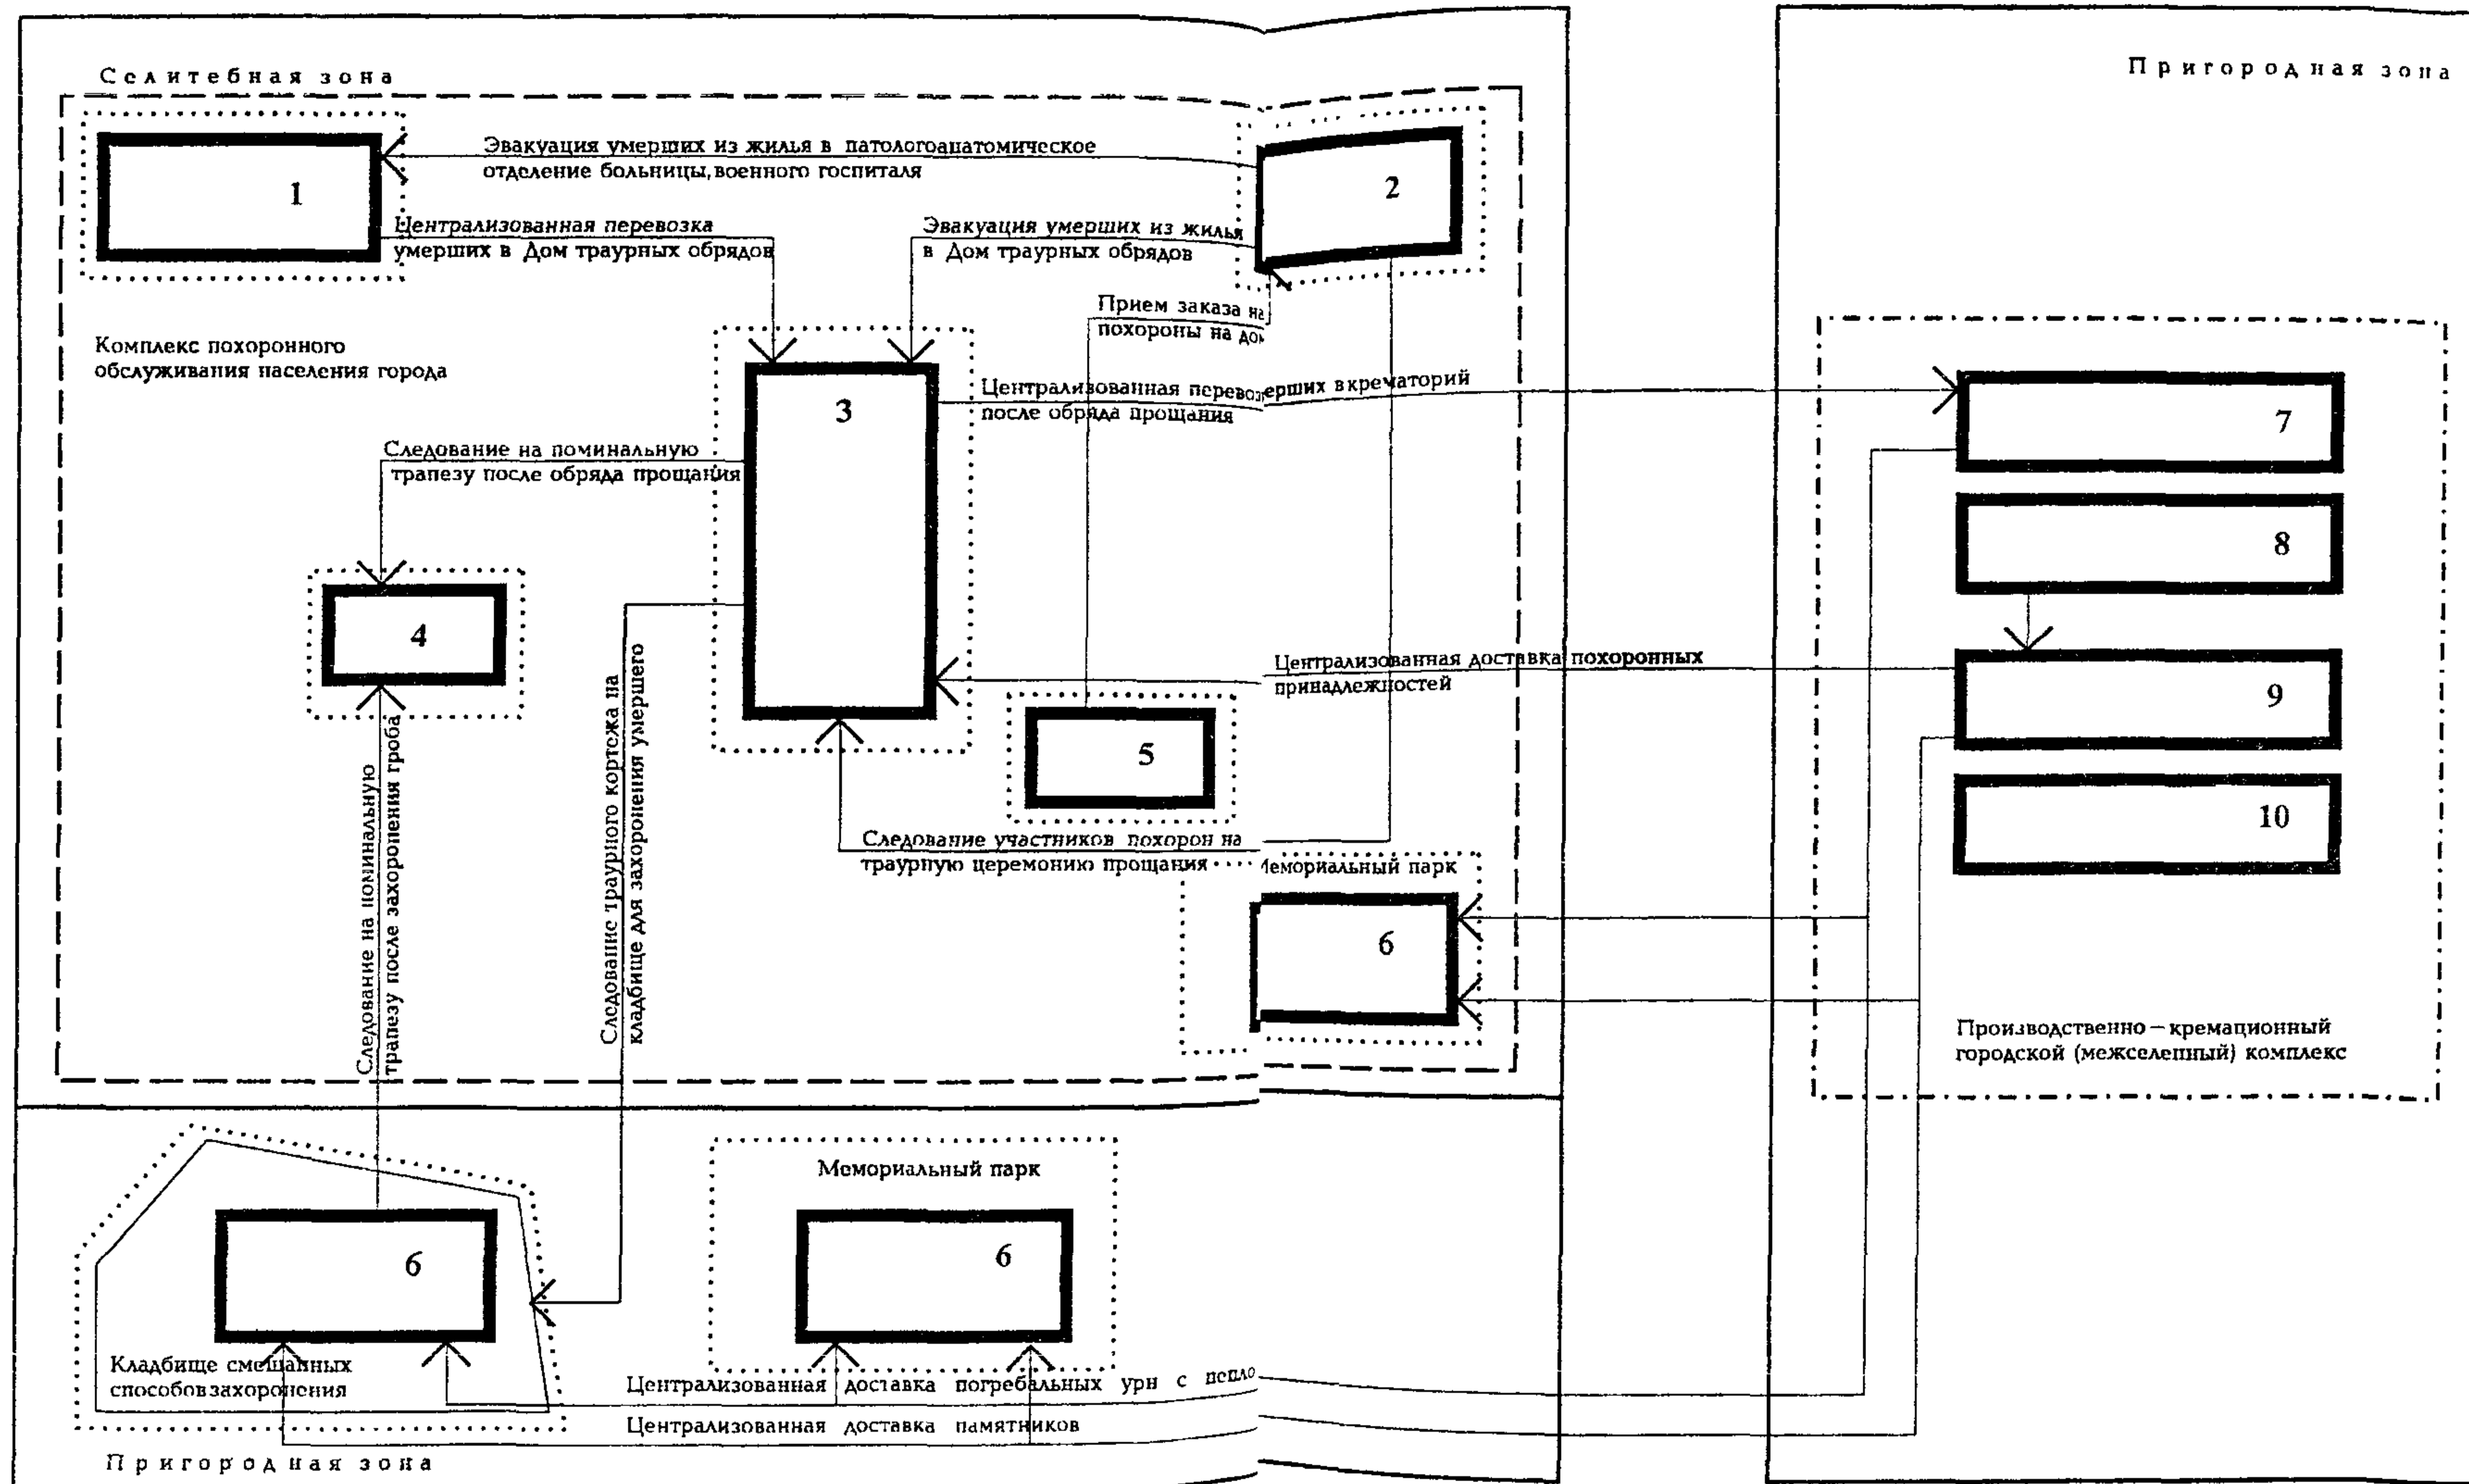 Селитебная зона
Пригородная зона
Эвакуация умерших из жилья в патологоанатомическое
отделение больницы, военного госпиталя
1
2
Централизованная перевозка
умерших в Дом траурных обрядов
Эвакуация умерших из жилья
в Дом траурных обрядов
Прием заказа на
похороны на
Комплекс похоронного
обслуживания населения города
3
Централизованная
в крематорий
после обряда прощания
7
Следование на поминальную
трапезу после обряда прощания
8
4
Централизованная доставка похоронных
принадлежностей
9
5
10
Следование на поминальную
трапезу после захоронения гроба
Следование траурного кортежа на
кладбище для захоронения умершего
Следование участников похорон на
траурную церемонию прощания
парк
6
Производственно-кремационный
городской (межселенный) комплекс
Мемориальный парк
6
6
Кладбище смешанных
способов захоронения
Централизованная доставка погребальных урн с
Централизованная доставка памятников
Пригородная зона